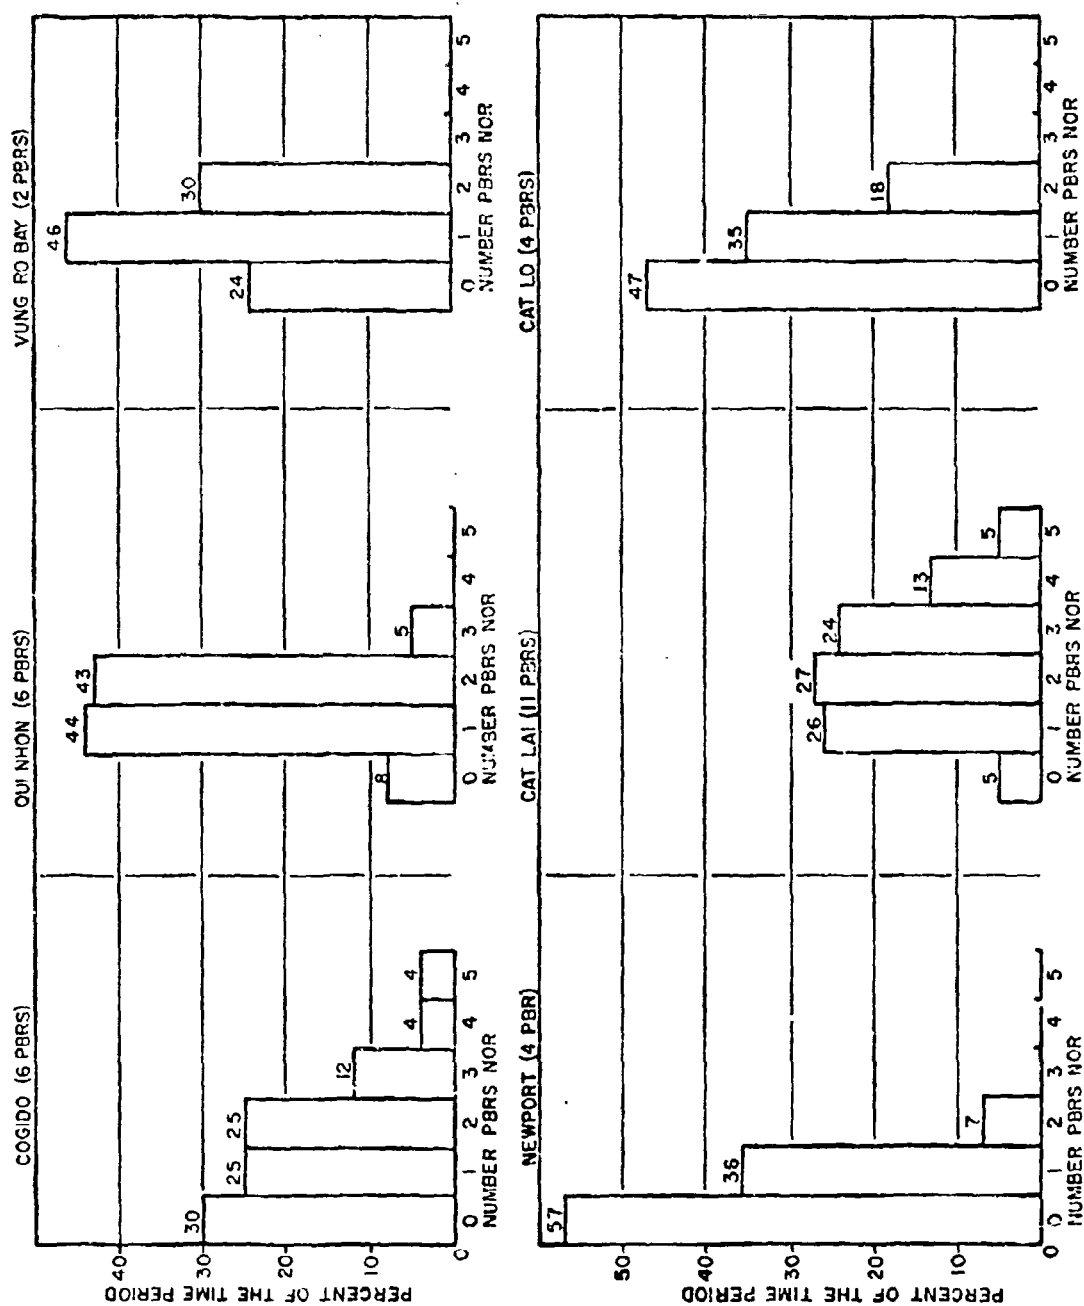 COGIDO (6 PBRS)
PERCENT OF THE TIME PERIOD
40
30
20
10
0
30
25
25
12
4
4
0 1 2 3 4 5
NUMBER PBRS NOR
QUI NHON (6 PBRS)
8
44
43
5
0 1 2 3 4 5
NUMBER PBRS NOR
VUNG RO BAY (2 PBRS)
24
46
30
0 1 2 3 4 5
NUMBER PBRS NOR
NEWPORT (4 PBR)
PERCENT OF THE TIME PERIOD
50
40
30
20
10
0
57
36
7
0 1 2 3 4 5
NUMBER PBRS NOR
CAT LAI (11 PBRS)
5
26
27
24
13
5
0 1 2 3 4 5
NUMBER PBRS NOR
CAT LO (4 PBRS)
47
35
18
0 1 2 3 4 5
NUMBER PBRS NOR